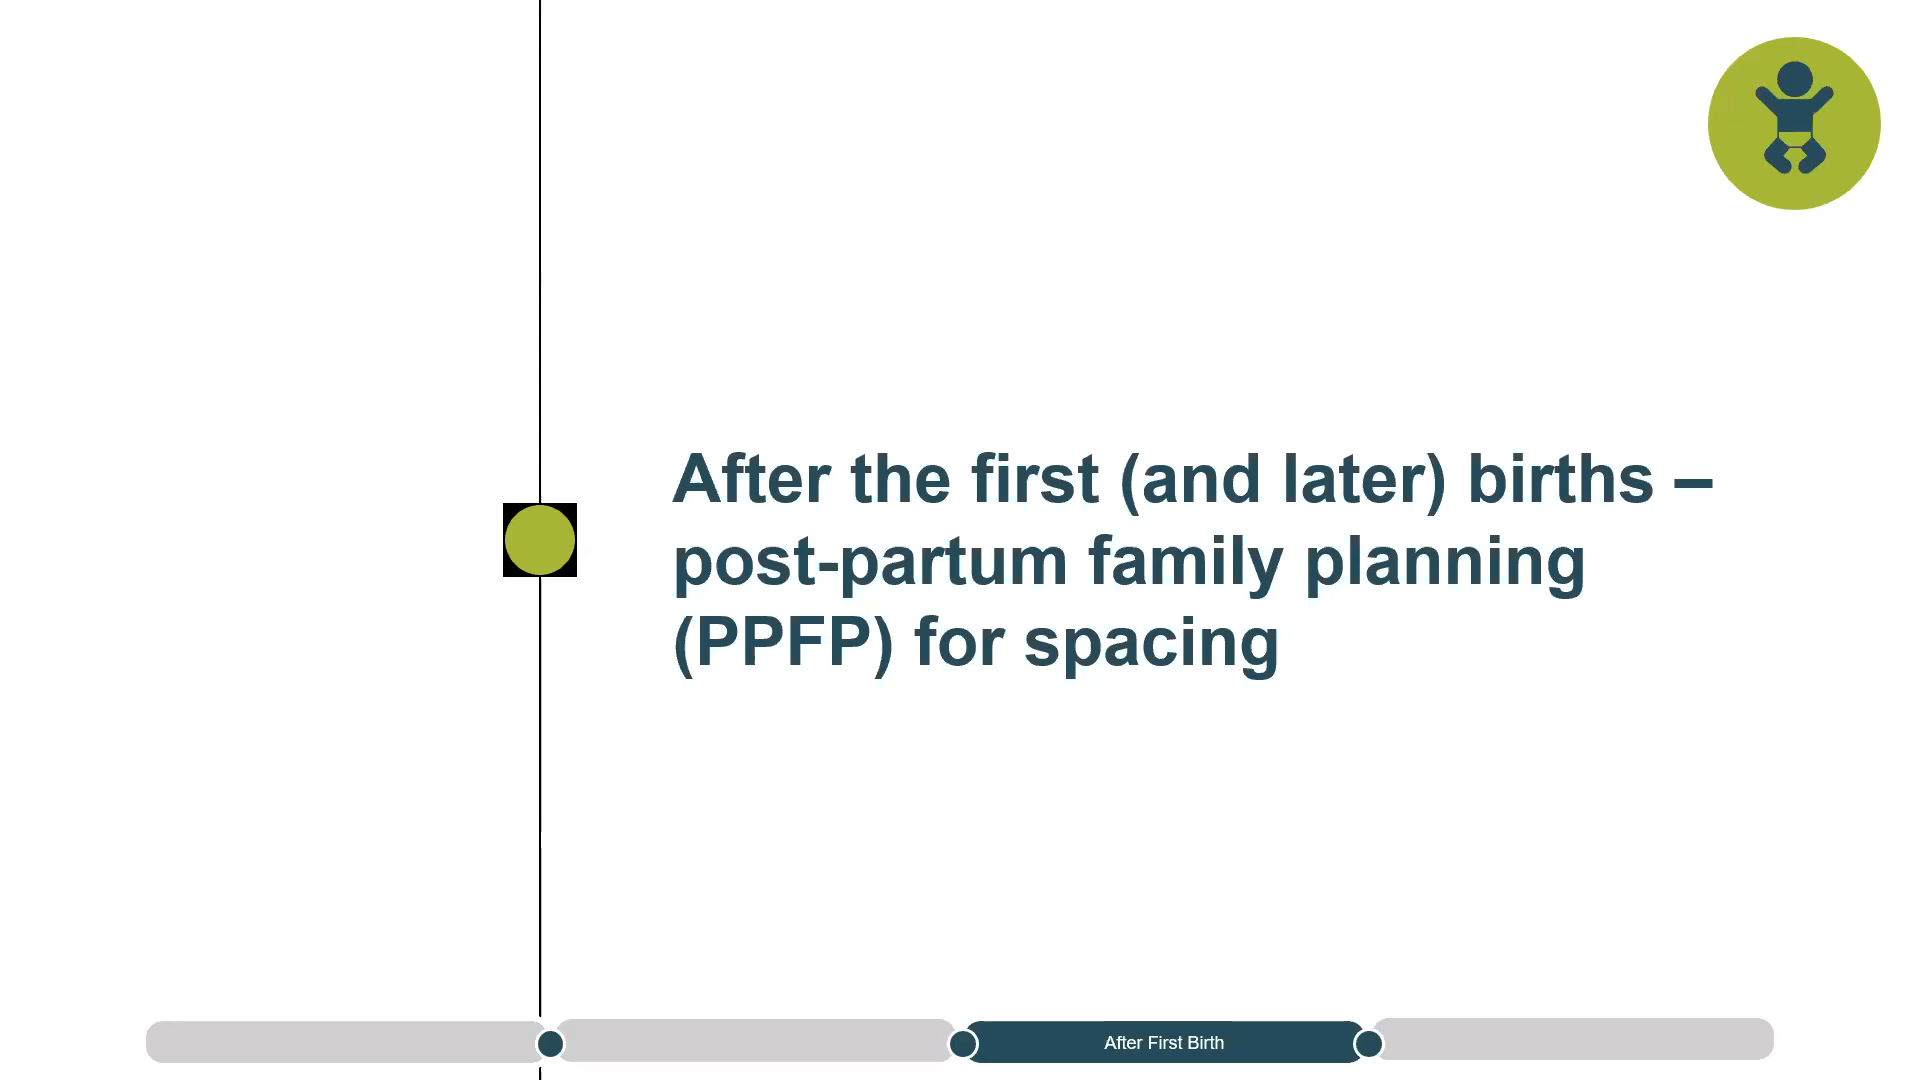 After the first (and later) births –
post-partum family planning
(PPFP) for spacing
After First Birth